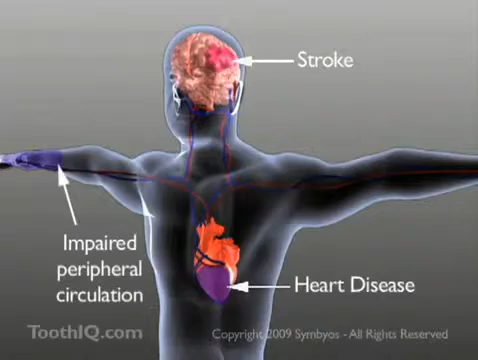 Stroke
Impaired
peripheral
circulation
Heart Disease
ToothIQ.com
Copyright 2009 Symbyos - All Rights Reserved